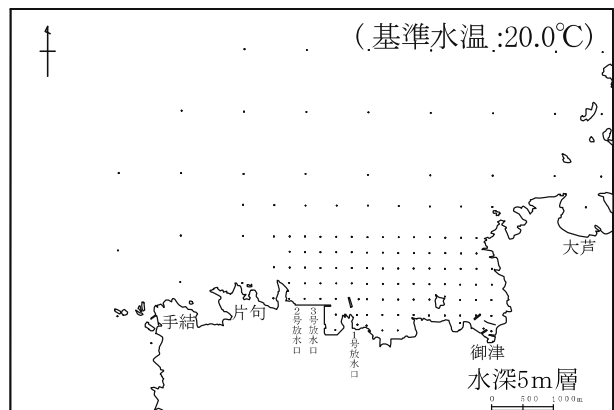 (基準水温:20.0℃)
大芦
手結
片句
2号放水口
3号放水口
1号放水口
御津
水深5m層
0 500 1000m